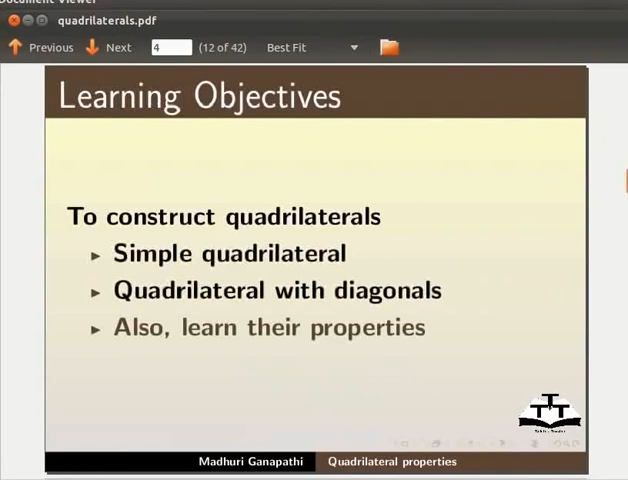 Document Viewer
quadrilaterals.pdf
Previous Next 4 (12 of 42) Best Fit
Learning Objectives
To construct quadrilaterals
Simple quadrilateral
Quadrilateral with diagonals
Also, learn their properties
TTT
Madhuri Ganapathi Quadrilateral properties